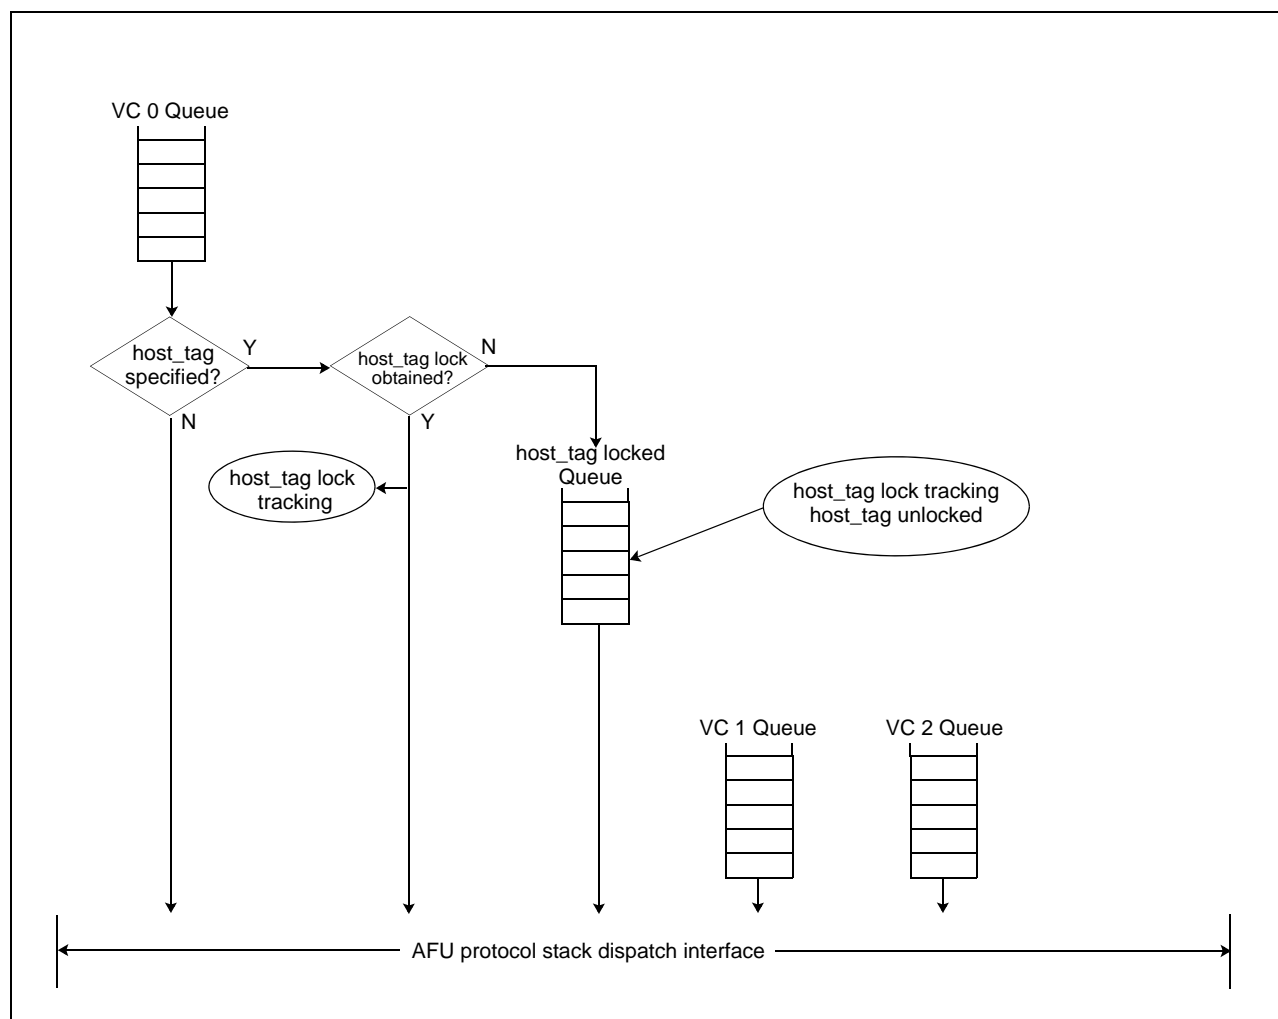 VC 0 Queue
host_tag
specified?
Y
N
host_tag lock
obtained?
N
Y
host_tag lock
tracking
host_tag locked
Queue
host_tag lock tracking
host_tag unlocked
VC 1 Queue
VC 2 Queue
AFU protocol stack dispatch interface